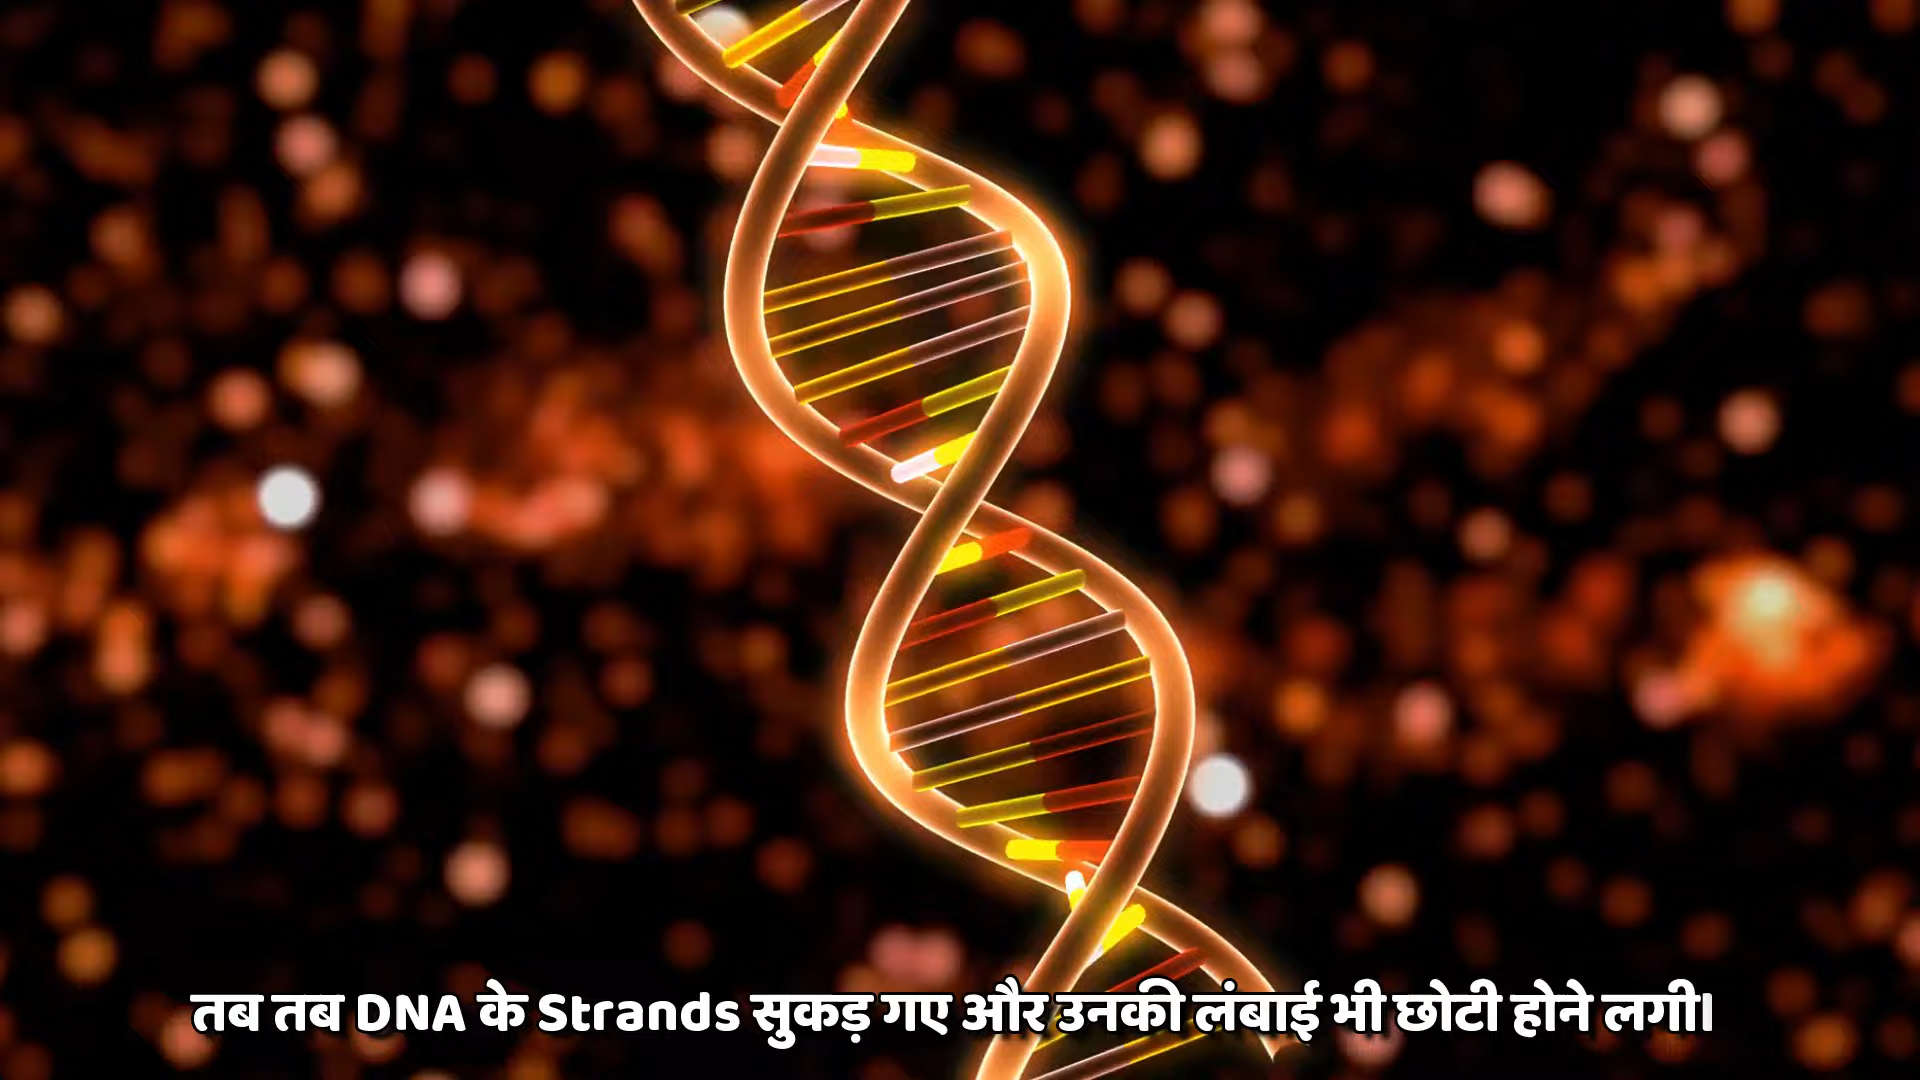 तब तब DNA के Strands सुकड़ गए और उनकी लंबाई भी छोटी होने लगी।